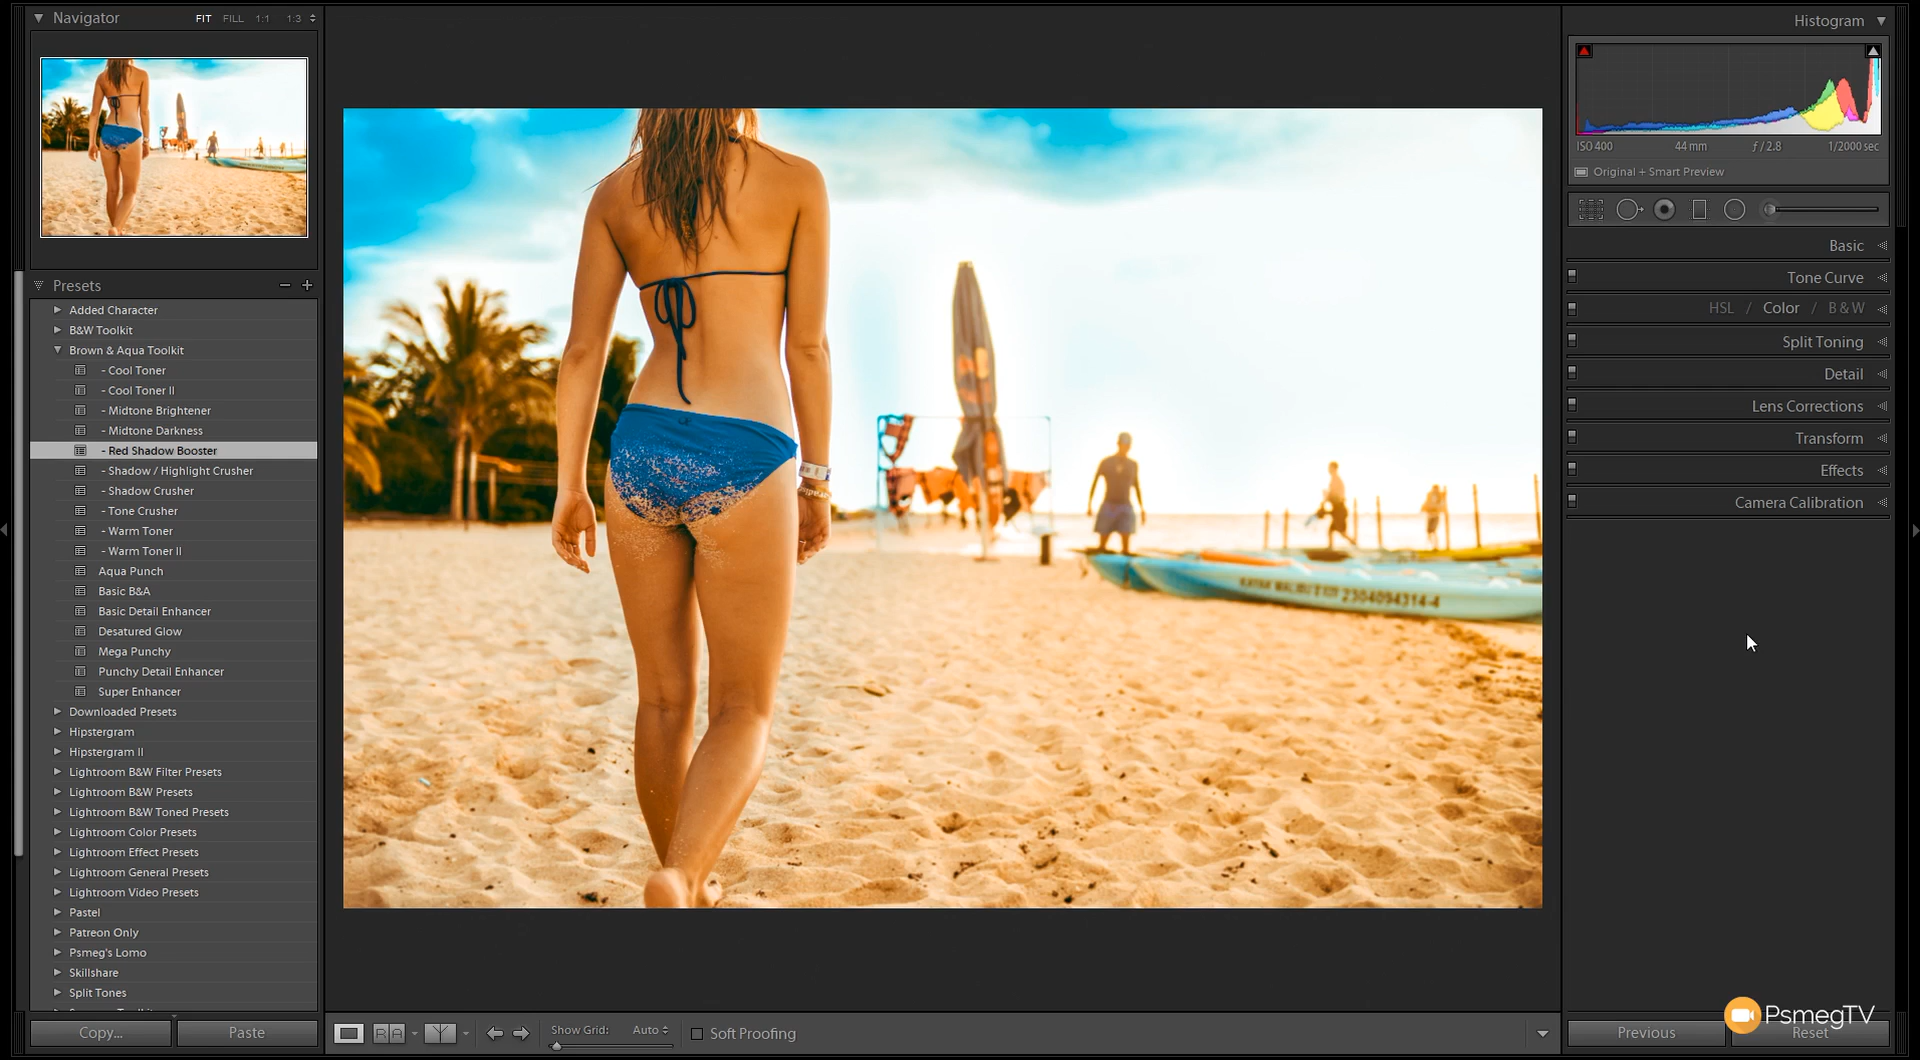 Navigator
FIT FILL 1:1 1:3
Presets
Added Character
B&W Toolkit
Brown & Aqua Toolkit
- Cool Toner
- Cool Toner II
- Midtone Brightener
- Midtone Darkness
- Red Shadow Booster
- Shadow / Highlight Crusher
- Shadow Crusher
- Tone Crusher
- Warm Toner
- Warm Toner II
Aqua Punch
Basic B&A
Basic Detail Enhancer
Desatured Glow
Mega Punchy
Punchy Detail Enhancer
Super Enhancer
Downloaded Presets
Hipstergram
Hipstergram II
Lightroom B&W Filter Presets
Lightroom B&W Presets
Lightroom B&W Toned Presets
Lightroom Color Presets
Lightroom Effect Presets
Lightroom General Presets
Lightroom Video Presets
Pastel
Patreon Only
Psmeg's Lomo
Skillshare
Split Tones
Copy... Paste
2304094314-4
Show Grid: Auto
Soft Proofing
Histogram
ISO 400 44 mm ƒ / 2.8 1/2000 sec
Original + Smart Preview
Basic
Tone Curve
HSL / Color / B & W
Split Toning
Detail
Lens Corrections
Transform
Effects
Camera Calibration
PsmegTV
Previous Reset